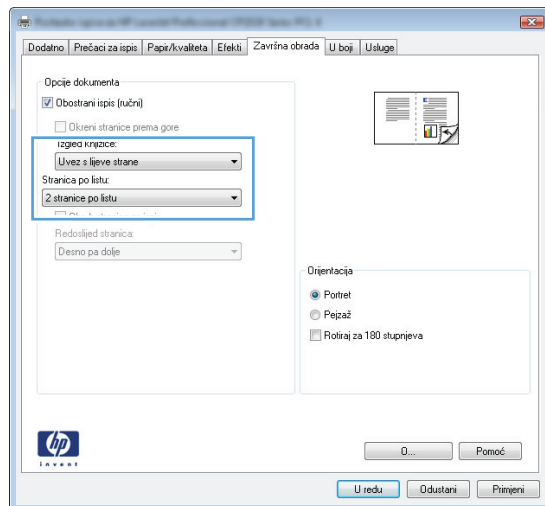 Dodatno Prečaci za ispis Papir/kvaliteta Efekti Završna obrada U boji Usluge
Opcije dokumenta
Obostrani ispis (ručni)
Okreni stranice prema gore
Izgled knjižice:
Uvez s lijeve strane
Stranica po listu:
2 stranice po listu
Redoslijed stranica:
Desno pa dolje
Orijentacija
Portret
Pejzaž
Rotiraj za 180 stupnjeva
hp
invent
O... Pomoć
U redu Odustani Primjeni